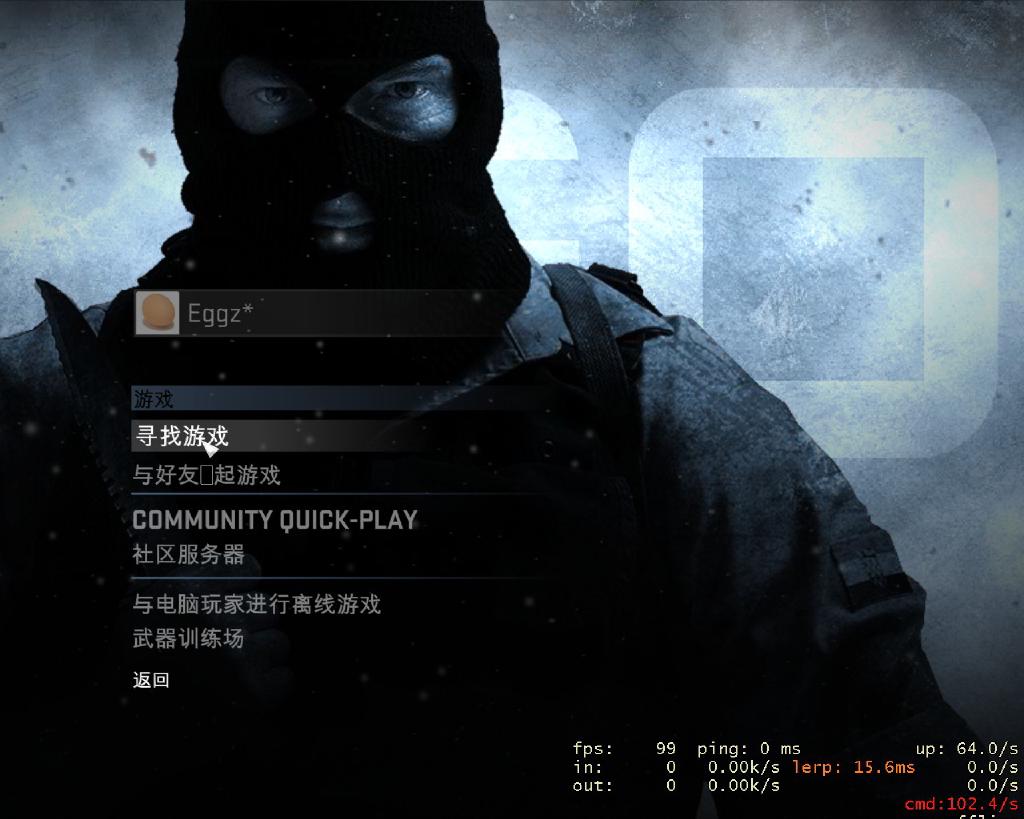 GO
Eggz*
游戏
寻找游戏
与好友□起游戏
COMMUNITY QUICK-PLAY
社区服务器
与电脑玩家进行离线游戏
武器训练场
返回
fps: 99 ping: 0 ms up: 64.0/s
in: 0 0.00k/s lerp: 15.6ms 0.0/s
out: 0 0.00k/s 0.0/s
cmd:102.4/s